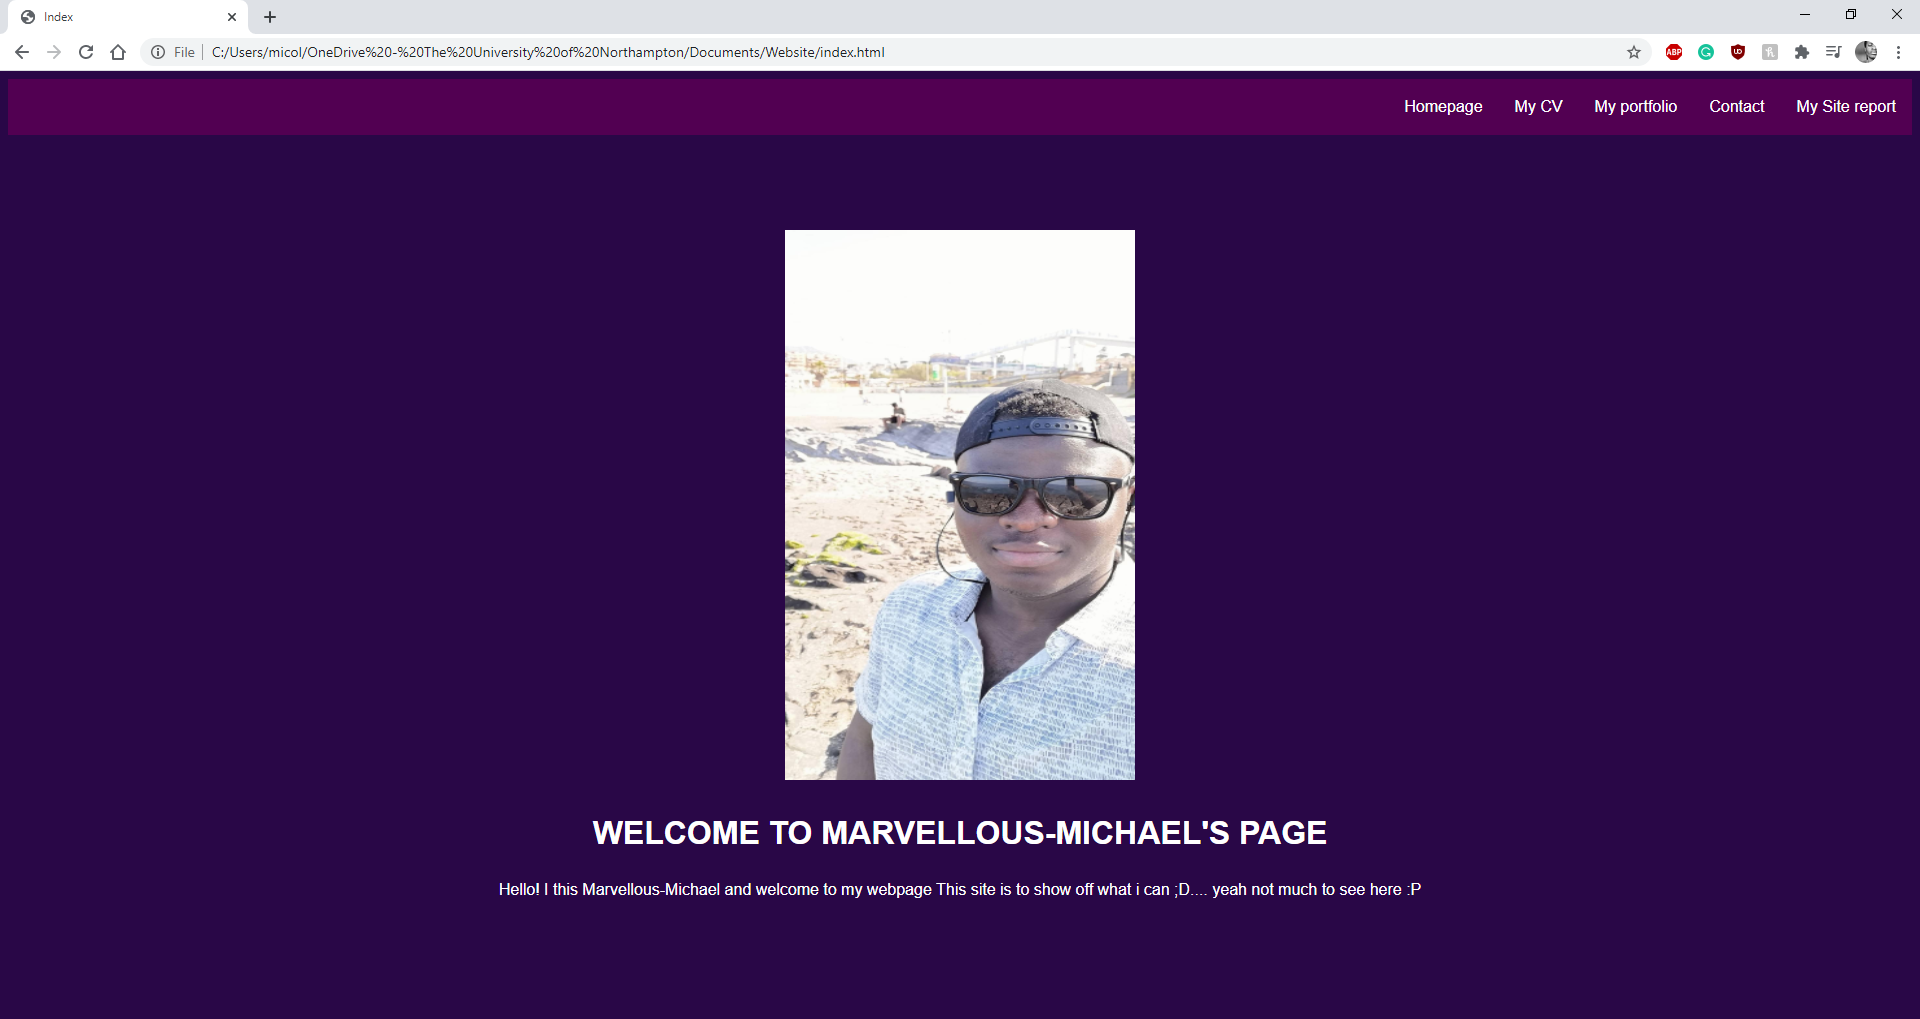 Index
File
C:/Users/micol/OneDrive%20-%20The%20University%20of%20Northampton/Documents/Website/index.html
ABP
Homepage My CV My portfolio Contact My Site report
WELCOME TO MARVELLOUS-MICHAEL'S PAGE
Hello! I this Marvellous-Michael and welcome to my webpage This site is to show off what i can ;D.... yeah not much to see here :P